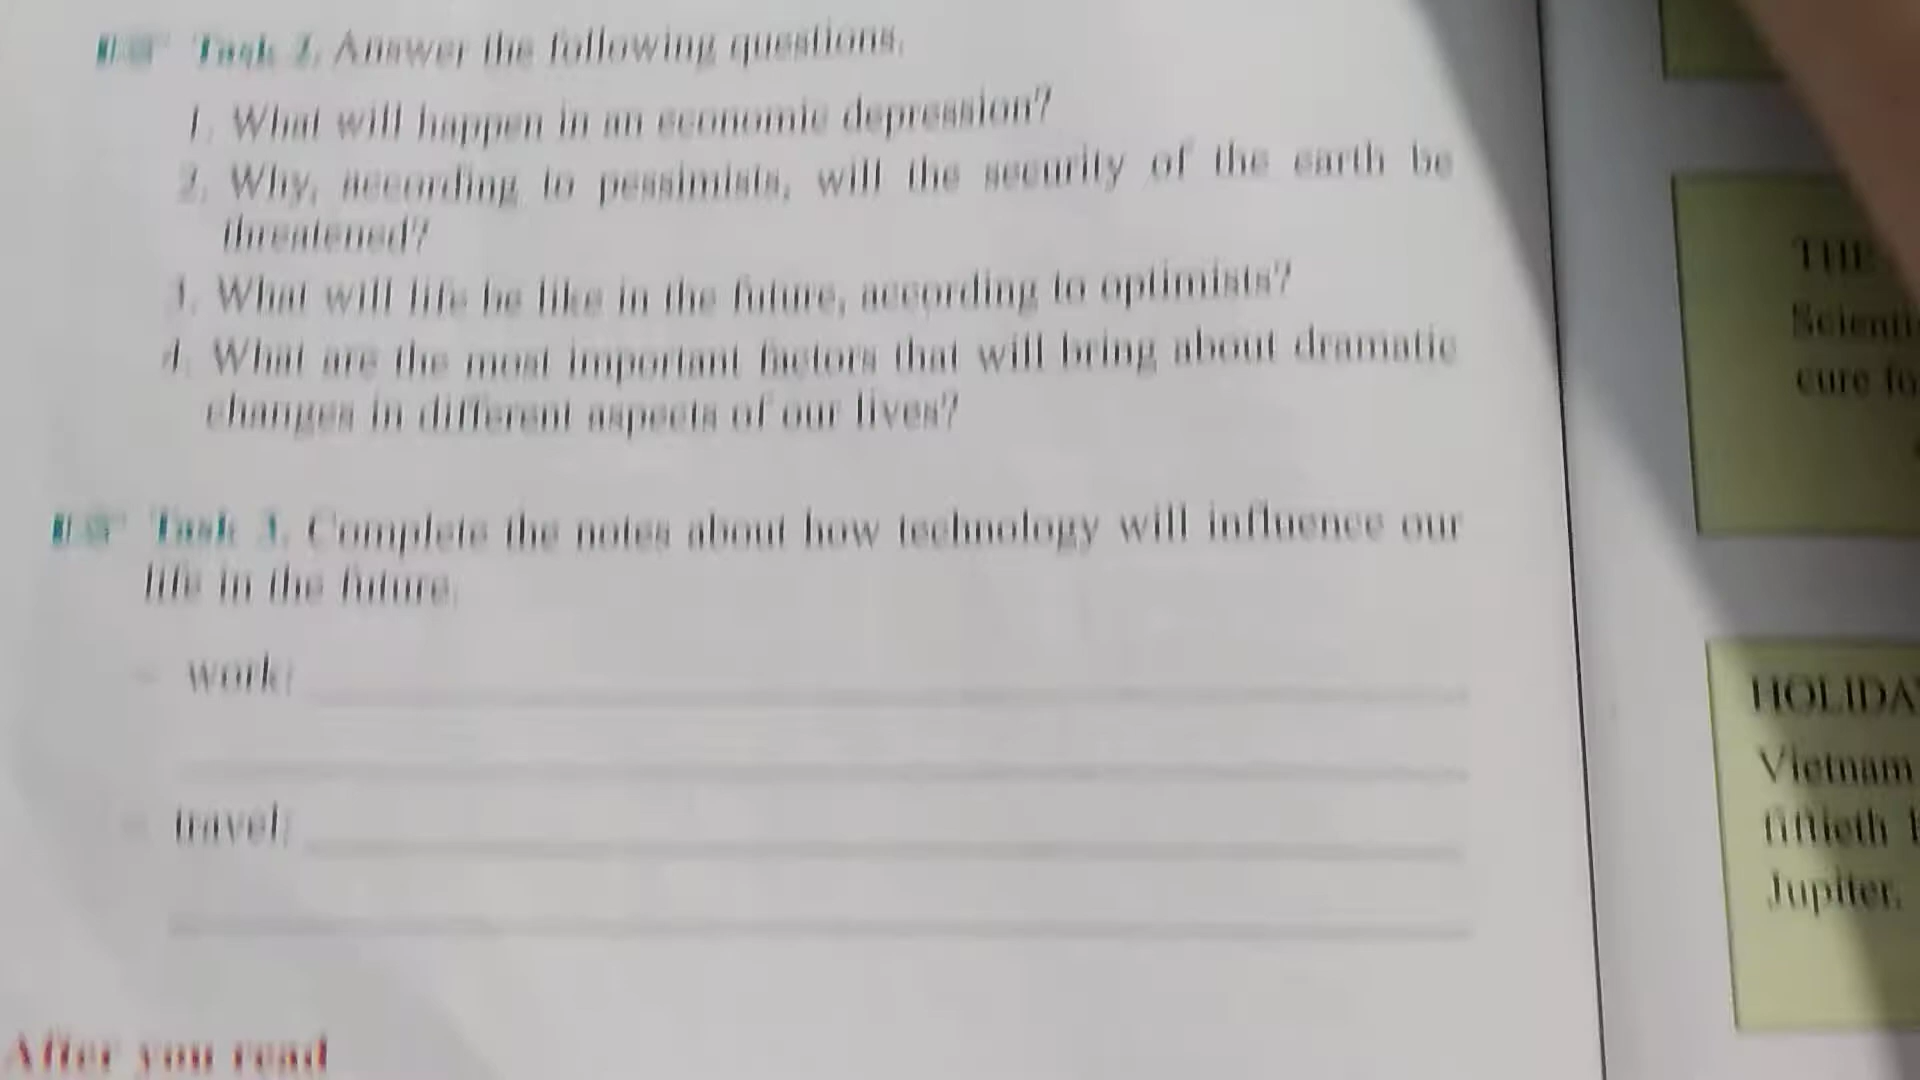 Task 2. Answer the following questions.
1. What will happen in an economic depression?
2. Why, according to pessimists, will the security of the earth be
threatened?
3. What will life be like in the future, according to optimists?
4. What are the most important factors that will bring about dramatic
changes in different aspects of our lives?
Task 3. Complete the notes about how technology will influence our
life in the future.
- work:
- travel:
After you read
THE
cure fo
HOLIDA
Vietnam
fiftieth
Jupiter.